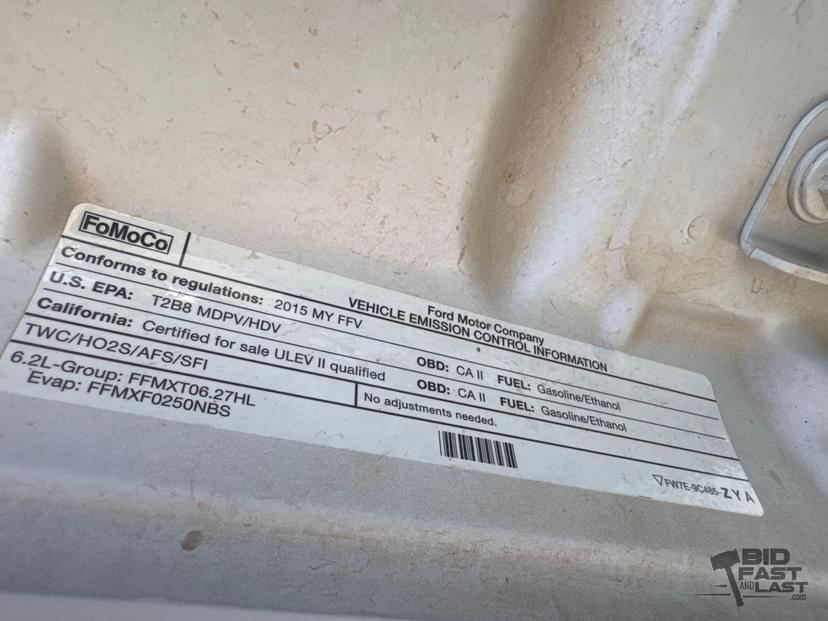 FoMoCo
Ford Motor Company
VEHICLE EMISSION CONTROL INFORMATION
Conforms to regulations: 2015 MY FFV
U.S. EPA: T2B8 MDPV/HDV OBD: CA II FUEL: Gasoline/Ethanol
California: Certified for sale ULEV II qualified OBD: CA II FUEL: Gasoline/Ethanol
TWC/HO2S/AFS/SFI
No adjustments needed.
6.2L-Group: FFMXT06.27HL
Evap: FFMXF0250NBS
FW7E-9C485-ZYA
BID
FAST
AND
LAST
.com